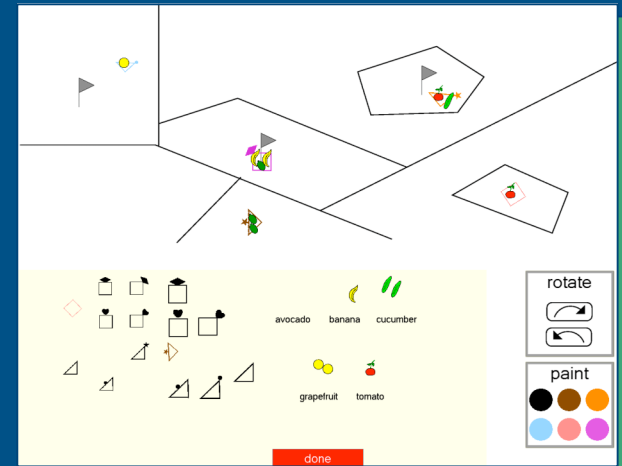 rotate
avocado banana cucumber
paint
grapefruit tomato
done